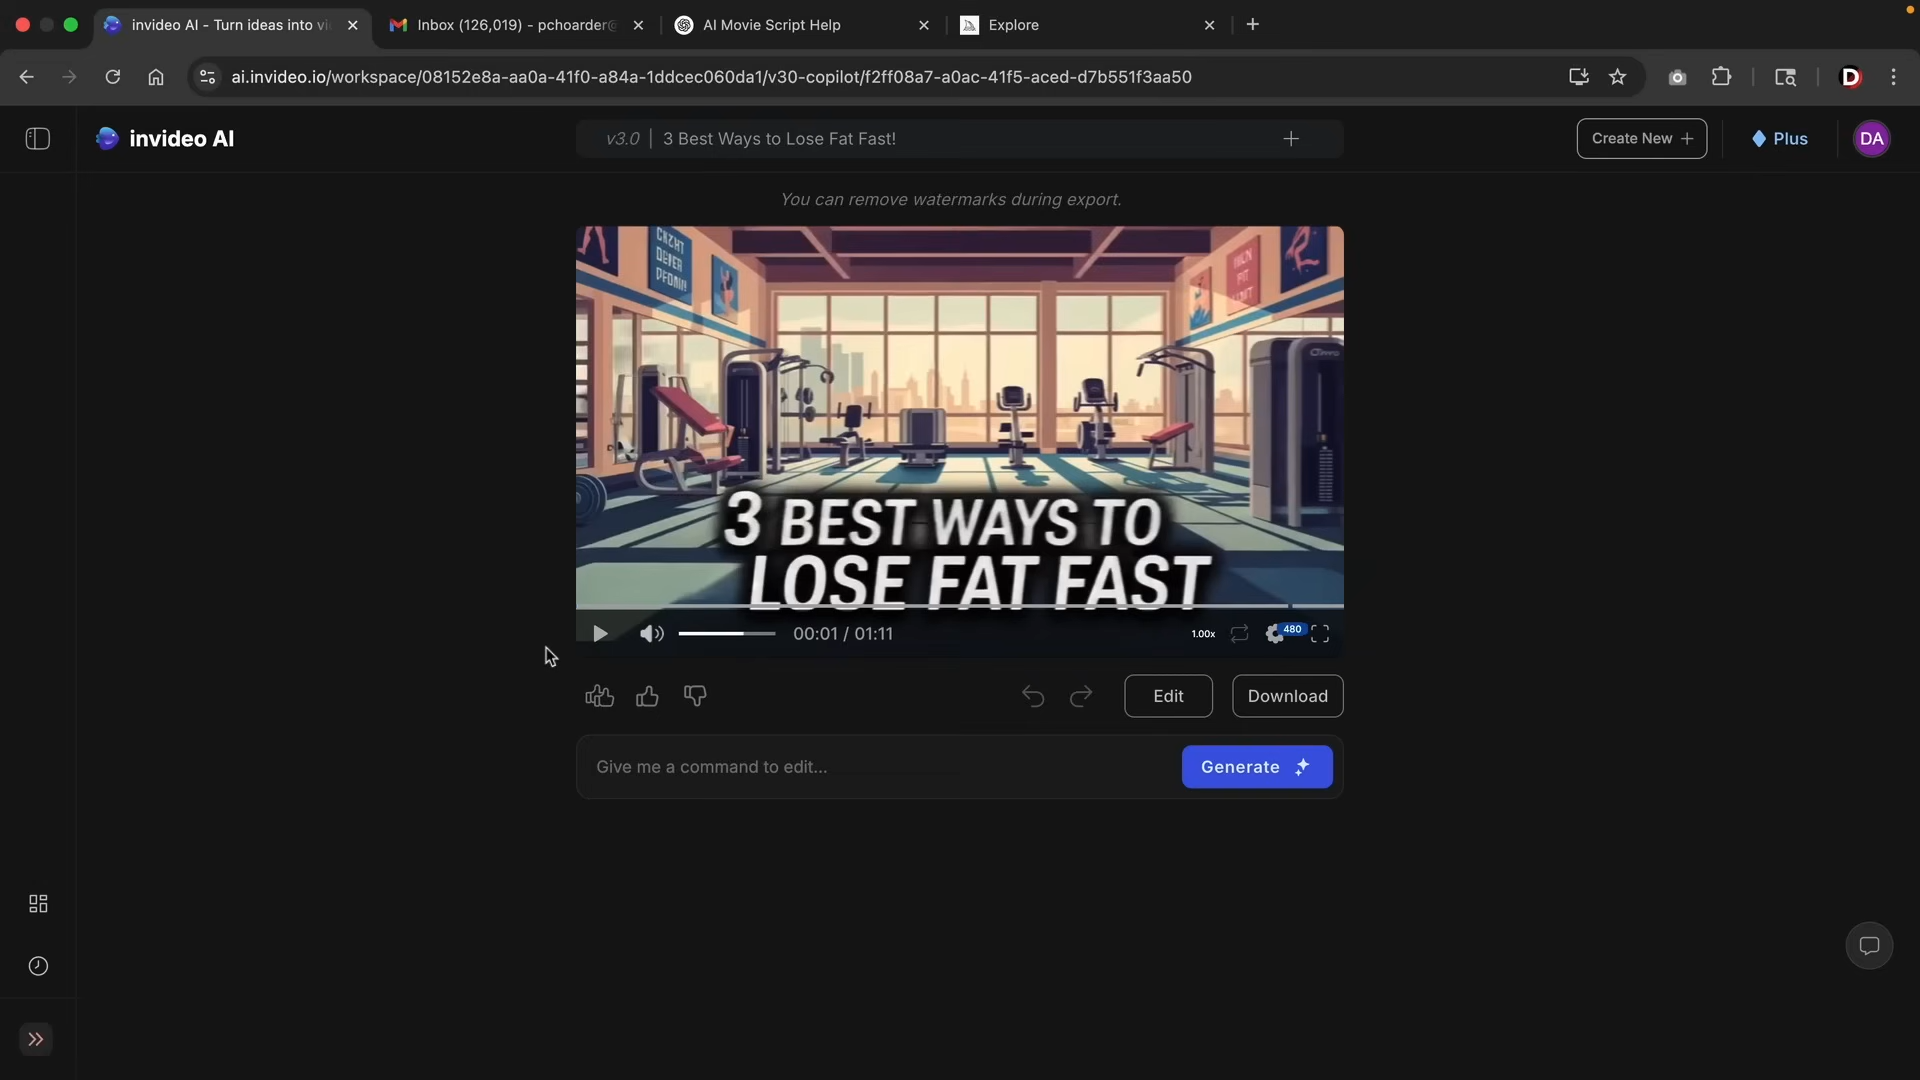 invideo AI - Turn ideas into vi
Inbox (126,019) - pchoarder@
AI Movie Script Help
Explore
ai.invideo.io/workspace/08152e8a-aa0a-41f0-a84a-1ddcec060da1/v30-copilot/f2ff08a7-a0ac-41f5-aced-d7b551f3aa50
D
invideo AI
v3.0 | 3 Best Ways to Lose Fat Fast!
Create New
Plus
DA
You can remove watermarks during export.
3 BEST WAYS TO
LOSE FAT FAST
00:01 / 01:11
1.00x
480
Edit
Download
Give me a command to edit...
Generate